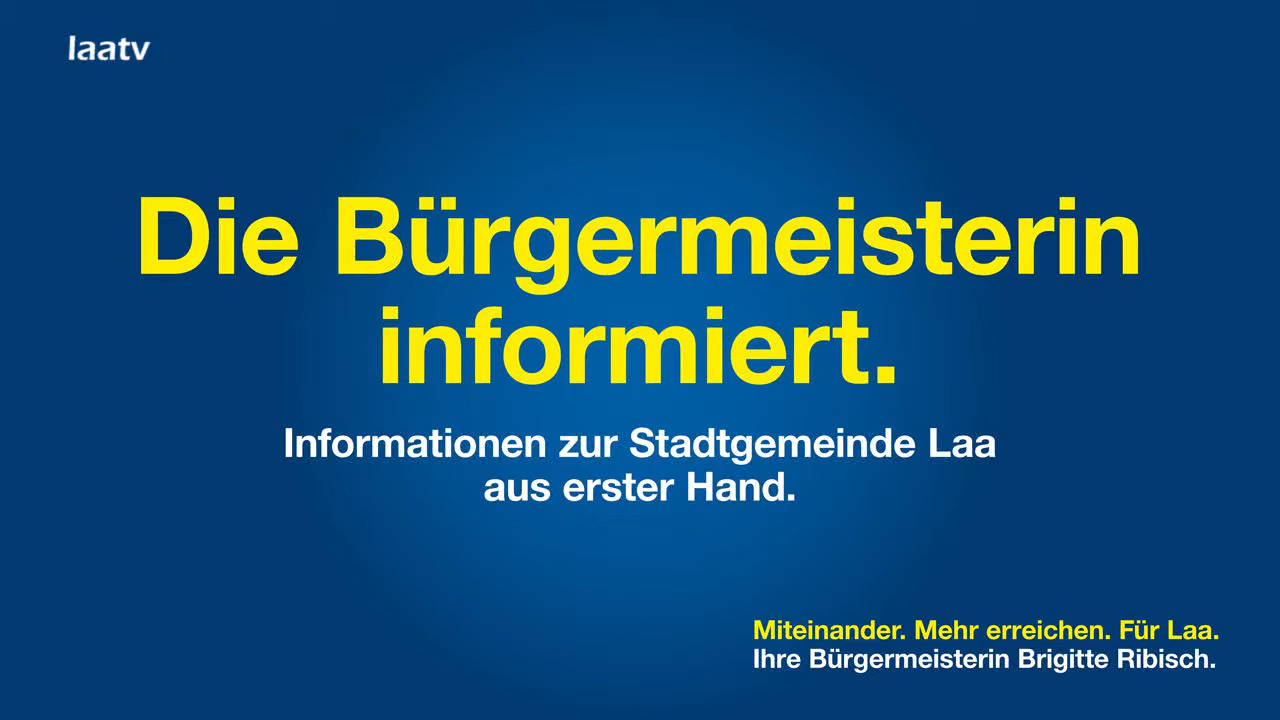 laatv
Die Bürgermeisterin
informiert.
Informationen zur Stadtgemeinde Laa
aus erster Hand.
Miteinander. Mehr erreichen. Für Laa.
Ihre Bürgermeisterin Brigitte Ribisch.